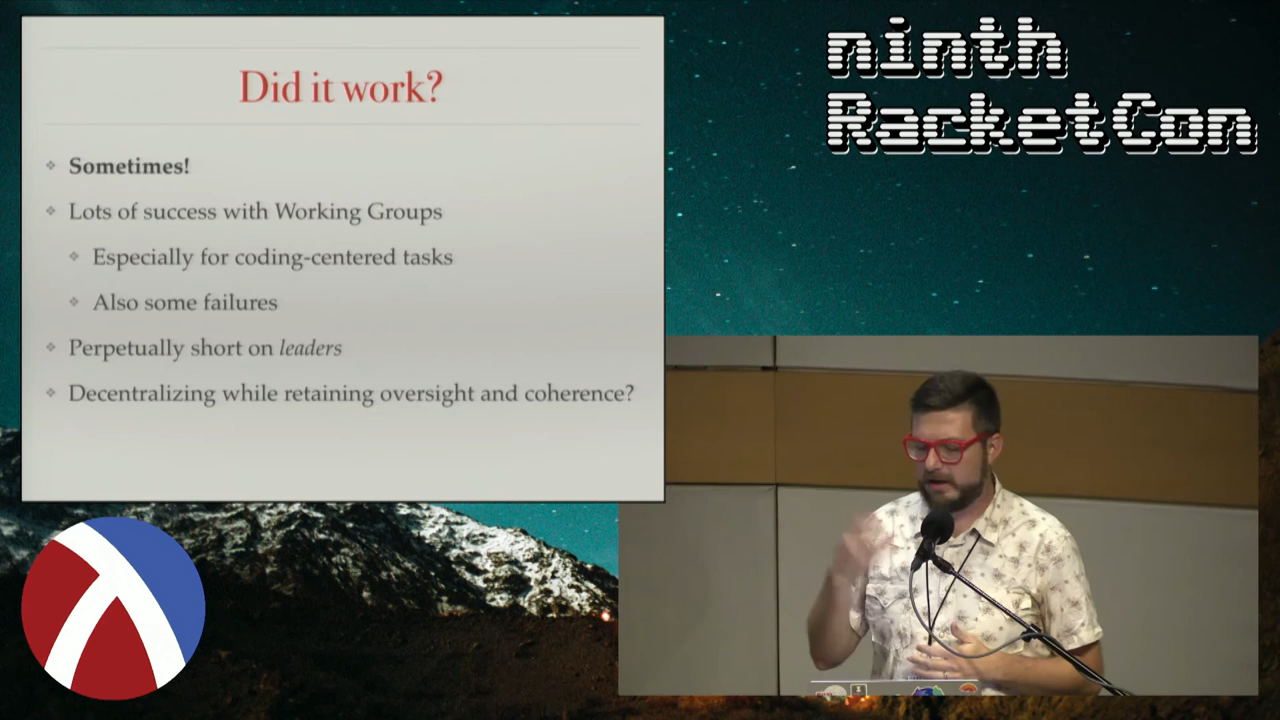 Did it work?
Sometimes!
Lots of success with Working Groups
Especially for coding-centered tasks
Also some failures
Perpetually short on leaders
Decentralizing while retaining oversight and coherence?
ninth
RacketCon